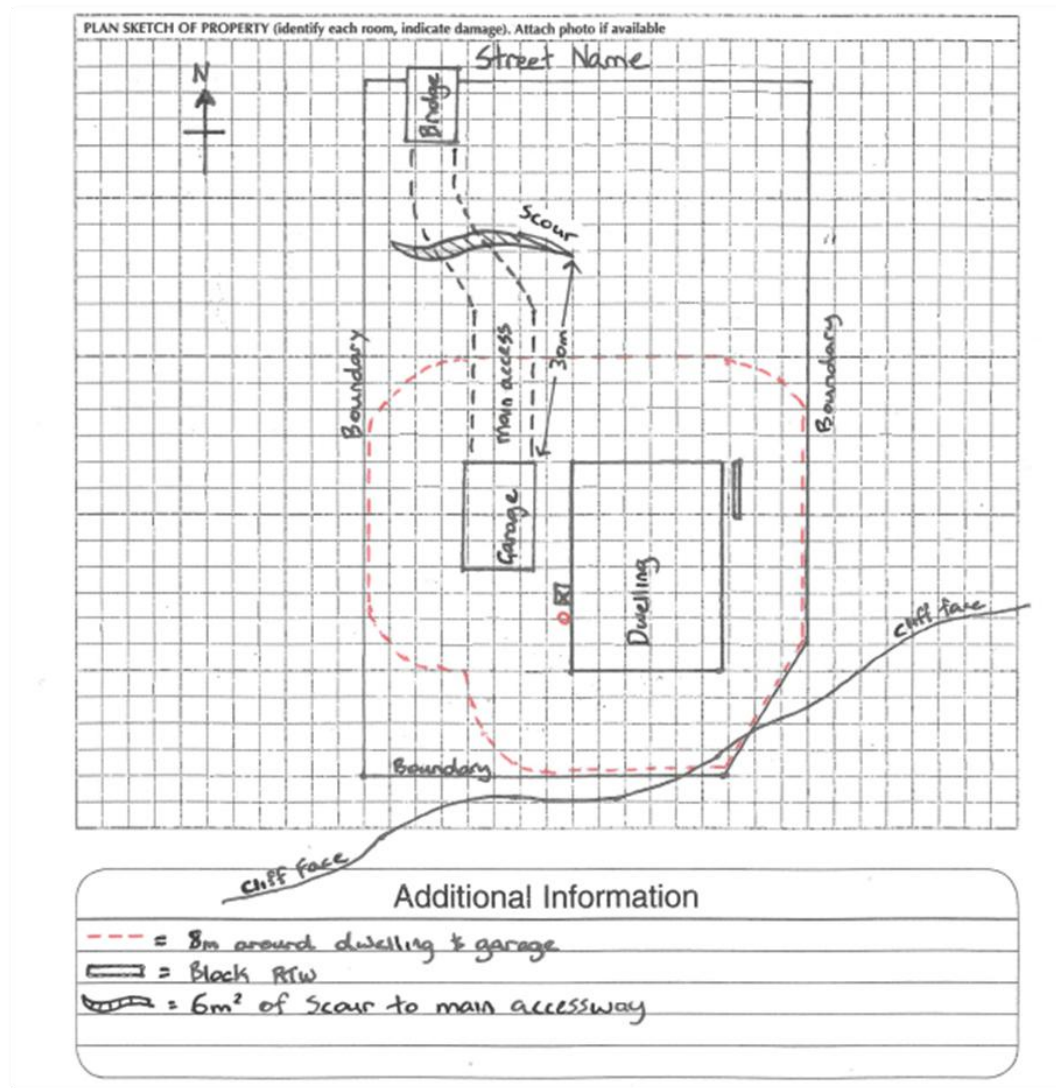 PLAN SKETCH OF PROPERTY (identify each room, indicate damage). Attach photo if available
Street Name
N
Bridge
Scour
30m
main access
Boundary
Boundary
Garage
Dwelling
Cliff face
Boundary
Cliff Face
Additional Information
= 8m around dwelling & garage
= Block RTW
= 6m² of Scour to main accessway